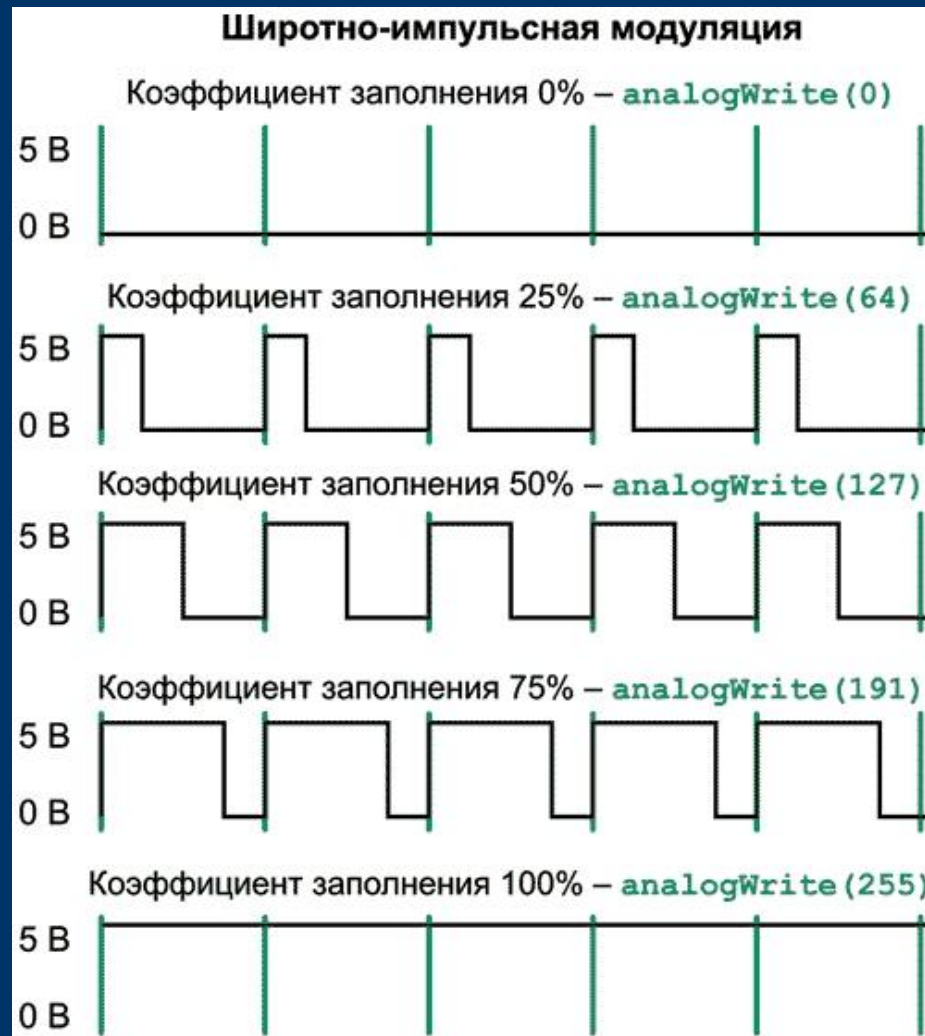 Широтно-импульсная модуляция
Коэффициент заполнения 0% – analogWrite(0)
5 В
0 В
Коэффициент заполнения 25% – analogWrite(64)
5 В
0 В
Коэффициент заполнения 50% – analogWrite(127)
5 В
0 В
Коэффициент заполнения 75% – analogWrite(191)
5 В
0 В
Коэффициент заполнения 100% – analogWrite(255)
5 В
0 В